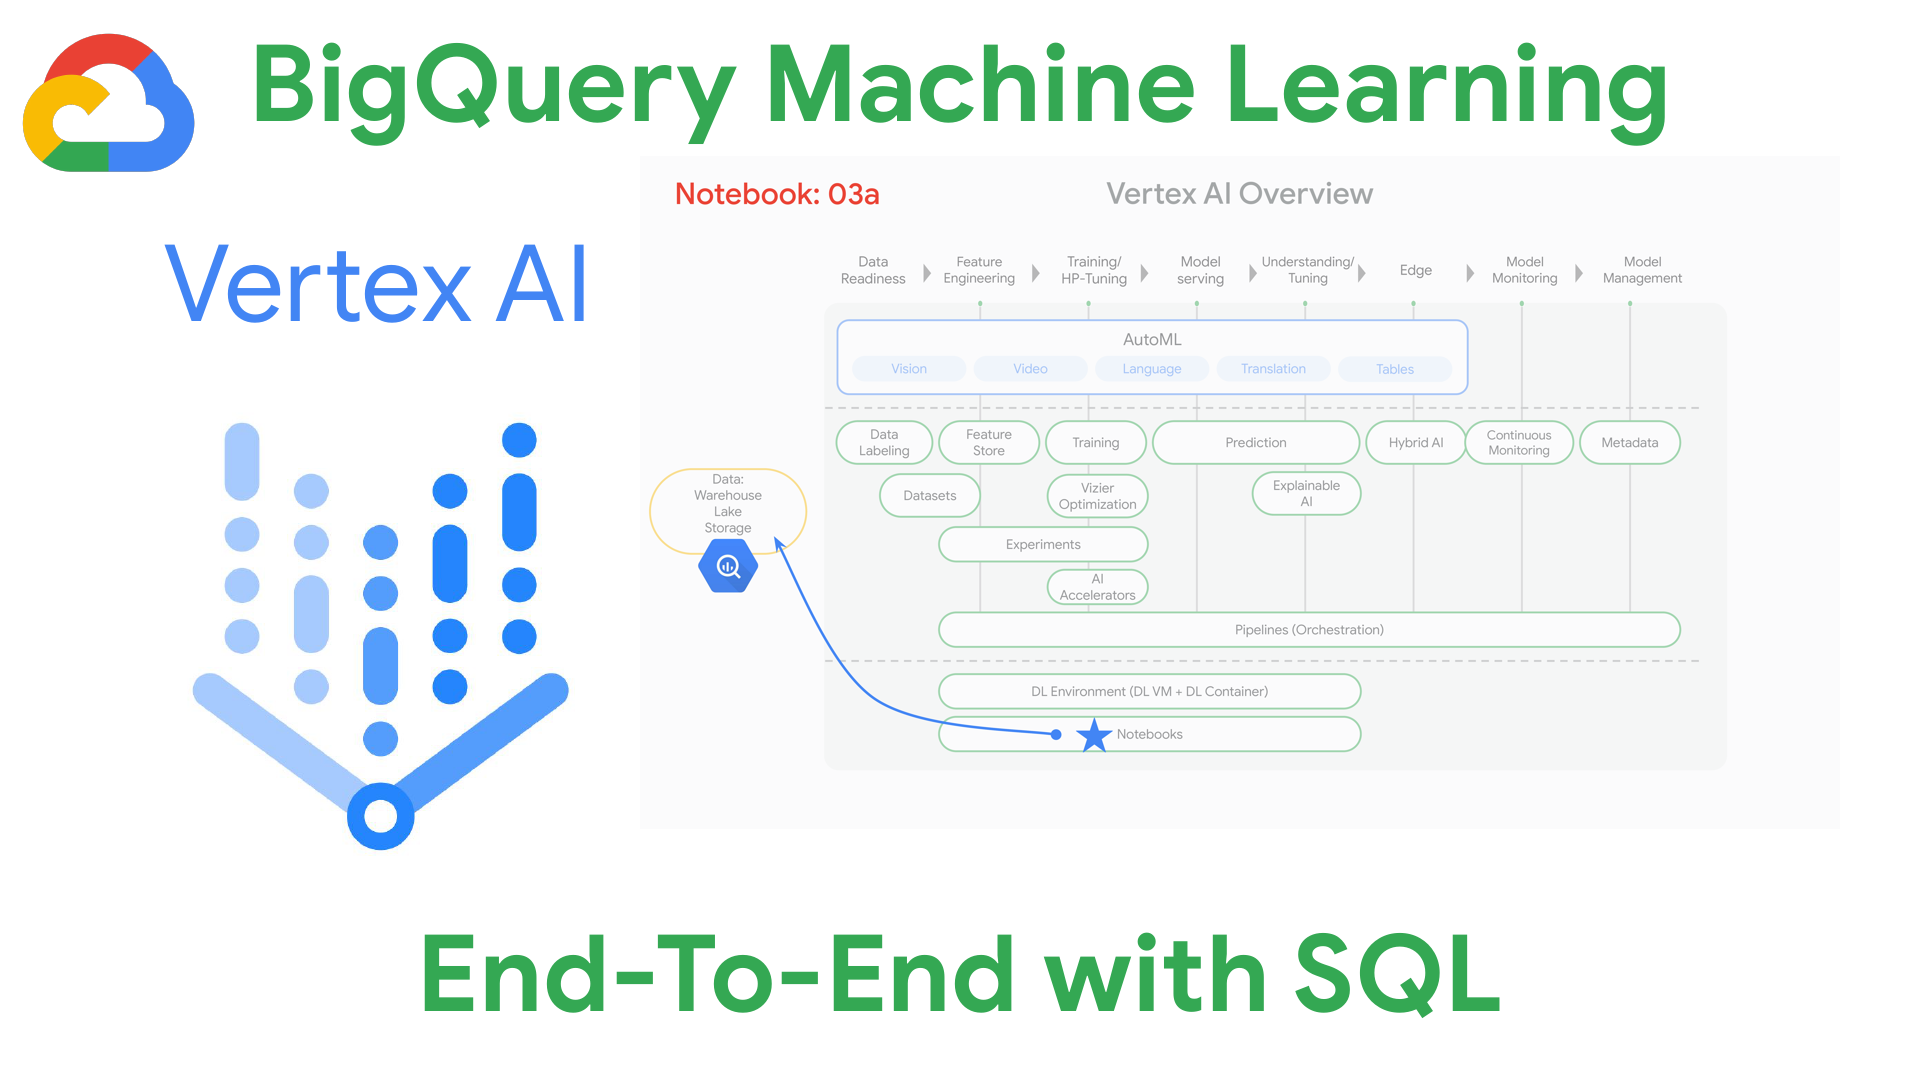 BigQuery Machine Learning
Vertex AI
Notebook: 03a
Vertex AI Overview
Data
Readiness
Feature
Engineering
Training/
HP-Tuning
Model
serving
Understanding/
Tuning
Edge
Model
Monitoring
Model
Management
AutoML
Vision
Video
Language
Translation
Tables
Data
Labeling
Feature
Store
Training
Prediction
Hybrid AI
Continuous
Monitoring
Metadata
Data:
Warehouse
Lake
Storage
Datasets
Vizier
Optimization
Explainable
AI
Experiments
AI
Accelerators
Pipelines (Orchestration)
DL Environment (DL VM + DL Container)
Notebooks
End-To-End with SQL